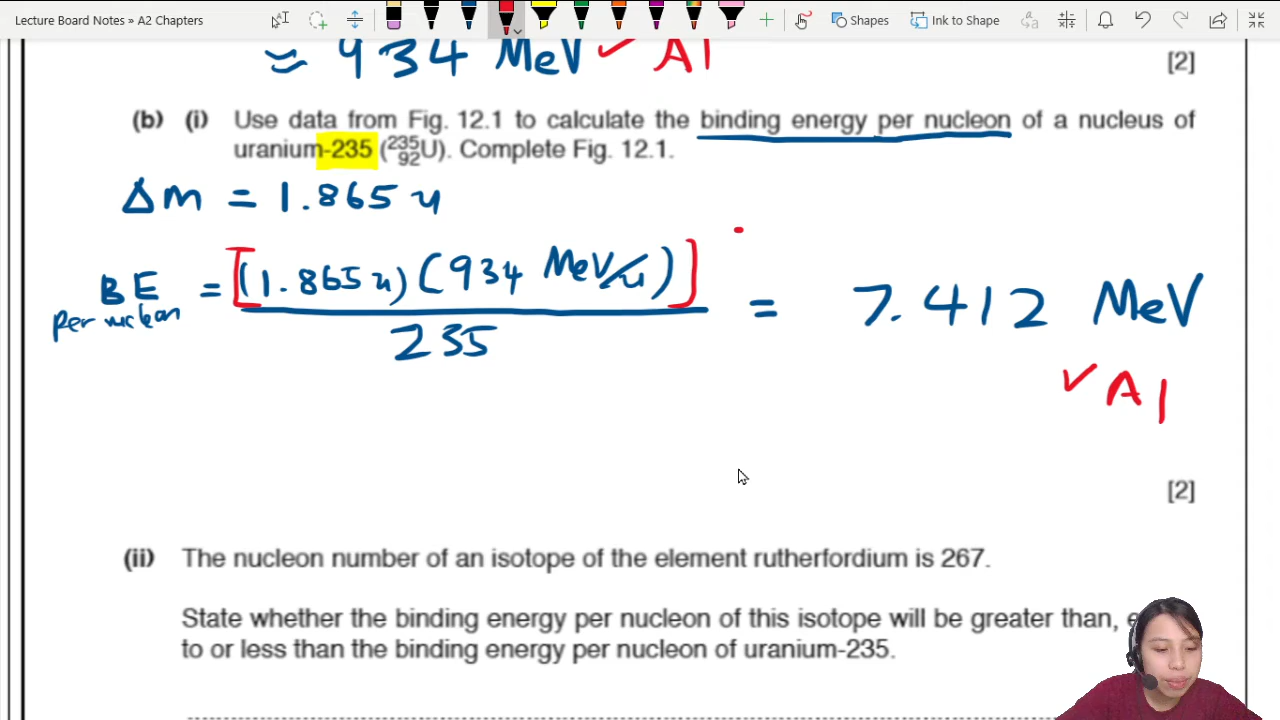 Lecture Board Notes » A2 Chapters
Shapes
Ink to Shape
≈ 934 MeV ✓ A1
[2]
(b) (i) Use data from Fig. 12.1 to calculate the binding energy per nucleon of a nucleus of
uranium-235 (²³⁵₉₂U). Complete Fig. 12.1.
Δm = 1.865 u
BE per nucleon = [(1.865 u)(934 MeV/u)] / 235 = 7.412 MeV
✓ A1
[2]
(ii) The nucleon number of an isotope of the element rutherfordium is 267.
State whether the binding energy per nucleon of this isotope will be greater than,
to or less than the binding energy per nucleon of uranium-235.